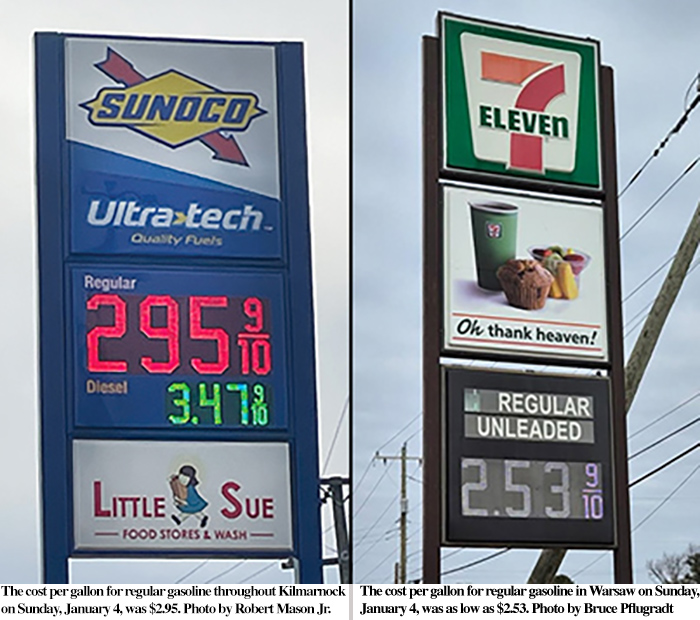 SUNOCO
Ultra-tech
Quality Fuels
Regular
2 95 9/10
Diesel
3.47 9/10
LITTLE SUE
FOOD STORES & WASH
The cost per gallon for regular gasoline throughout Kilmarnock
on Sunday, January 4, was $2.95. Photo by Robert Mason Jr.
7
ELEVEN
Oh thank heaven!
REGULAR
UNLEADED
2.53 9/10
The cost per gallon for regular gasoline in Warsaw on Sunday,
January 4, was as low as $2.53. Photo by Bruce Pflugradt